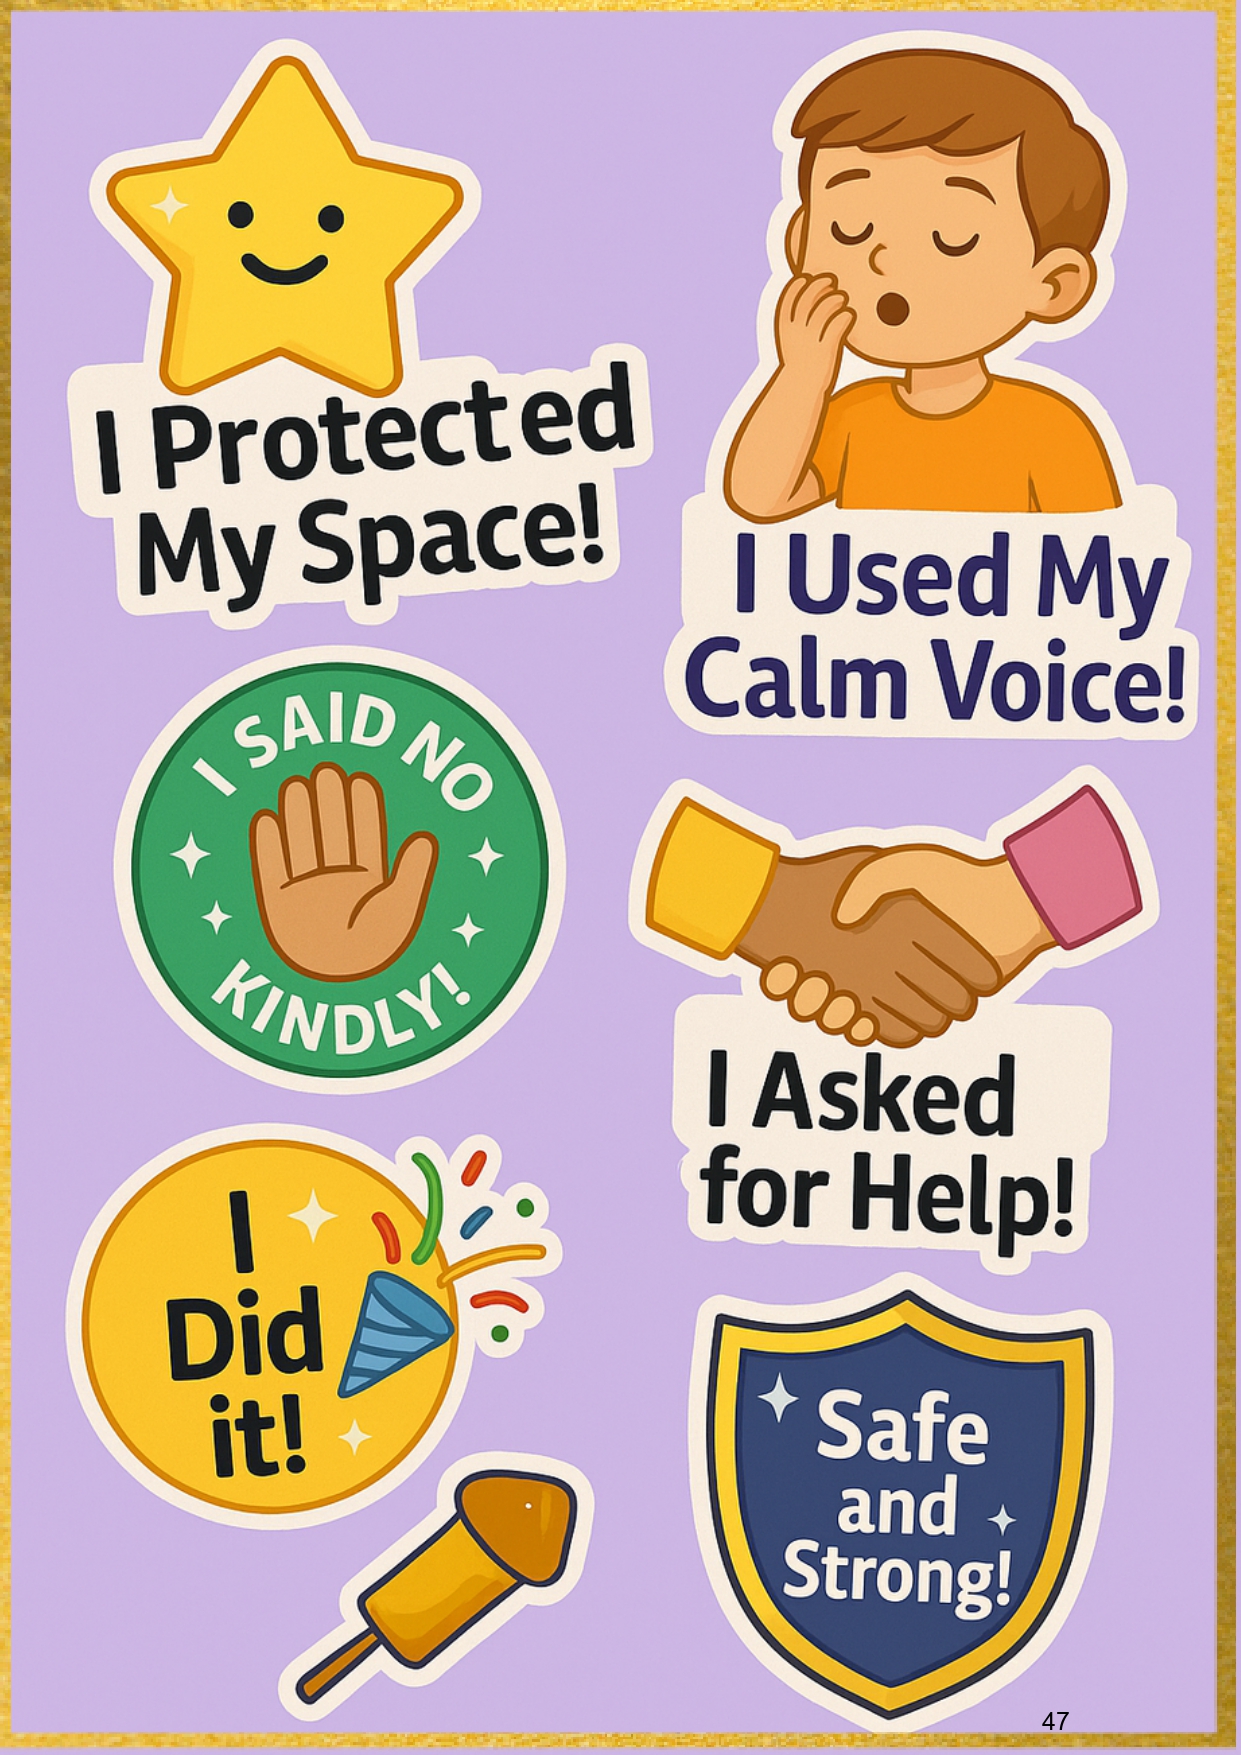 I Protected
My Space!
I Used My
Calm Voice!
I SAID NO
KINDLY!
I Asked
for Help!
I
Did
it!
Safe
and
Strong!
47